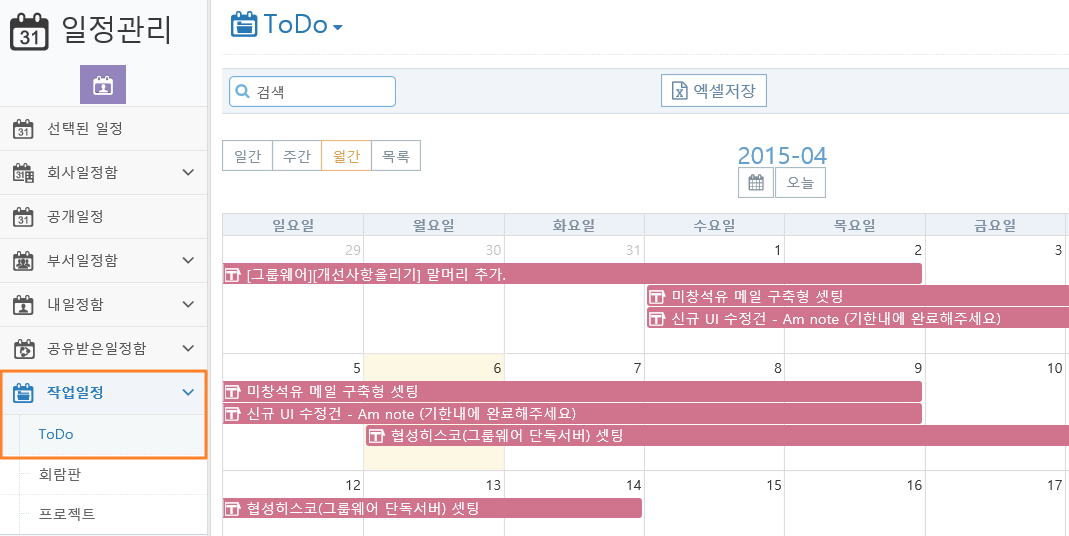 31 일정관리
31 선택된 일정
31 회사일정함
31 공개일정
부서일정함
내일정함
공유받은일정함
작업일정
ToDo
회람판
프로젝트
ToDo
검색
엑셀저장
일간 주간 월간 목록
2015-04
오늘
일요일 월요일 화요일 수요일 목요일 금요일
29 30 31 1 2 3
[그룹웨어][개선사항올리기] 말머리 추가.
미창석유 메일 구축형 셋팅
신규 UI 수정건 - Am note (기한내에 완료해주세요)
5 6 7 8 9 10
미창석유 메일 구축형 셋팅
신규 UI 수정건 - Am note (기한내에 완료해주세요)
협성히스코(그룹웨어 단독서버) 셋팅
12 13 14 15 16 17
협성히스코(그룹웨어 단독서버) 셋팅